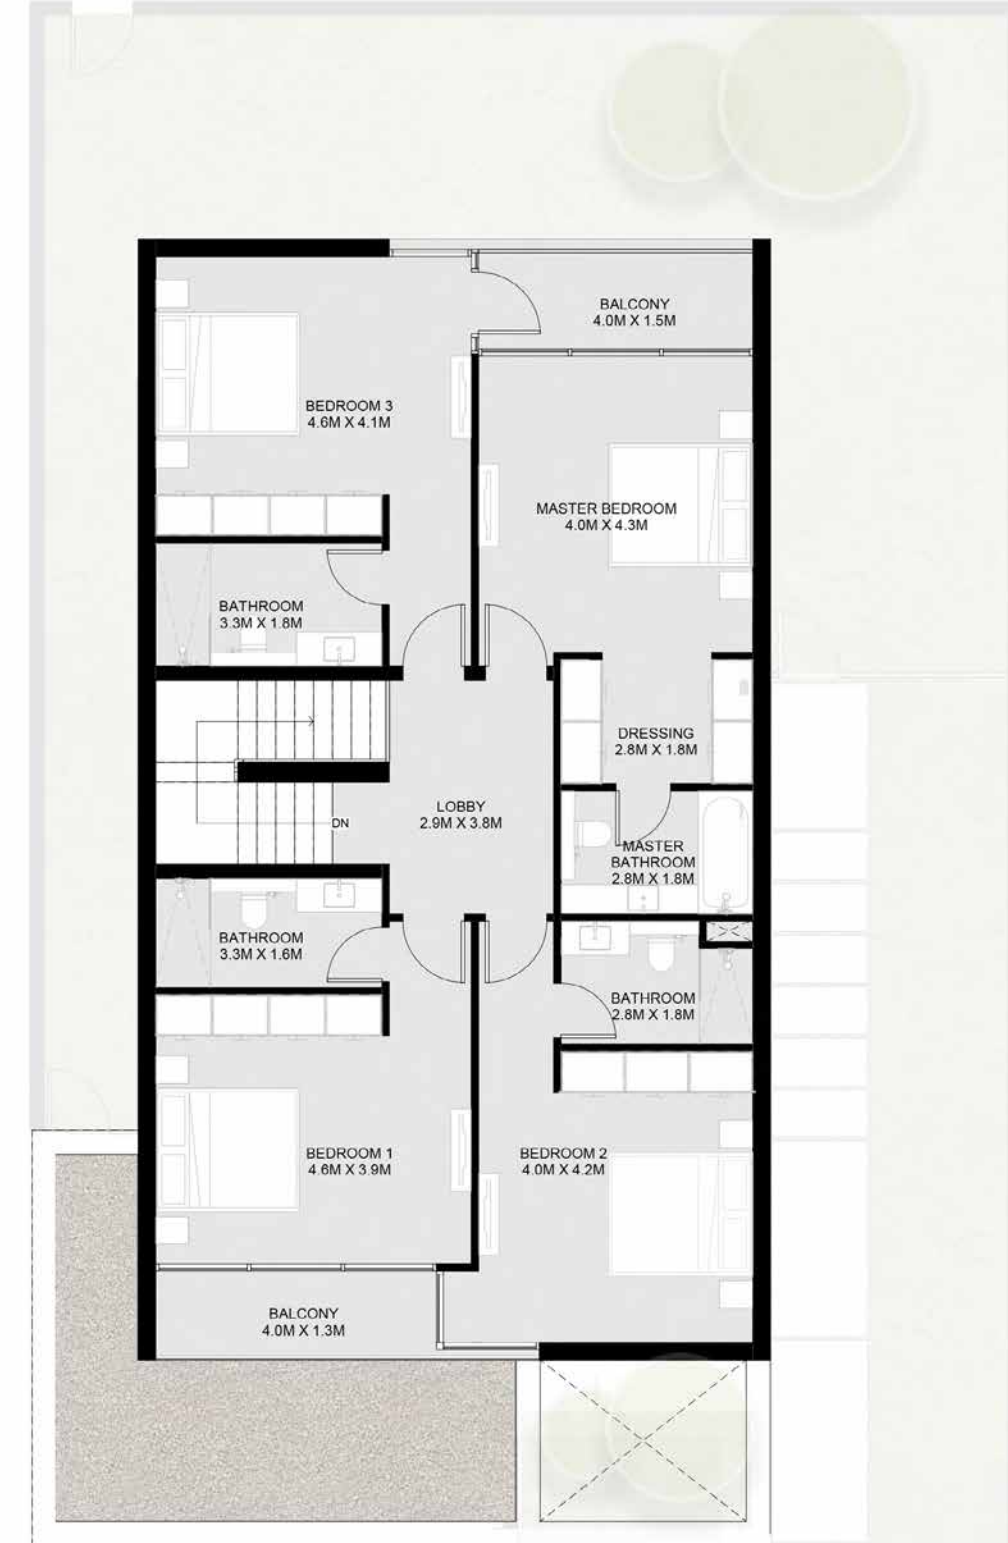 BALCONY
4.0M X 1.5M
BEDROOM 3
4.6M X 4.1M
MASTER BEDROOM
4.0M X 4.3M
BATHROOM
3.3M X 1.8M
DRESSING
2.8M X 1.8M
LOBBY
2.9M X 3.8M
DN
MASTER
BATHROOM
2.8M X 1.8M
BATHROOM
3.3M X 1.6M
BATHROOM
2.8M X 1.8M
BEDROOM 1
4.6M X 3.9M
BEDROOM 2
4.0M X 4.2M
BALCONY
4.0M X 1.3M